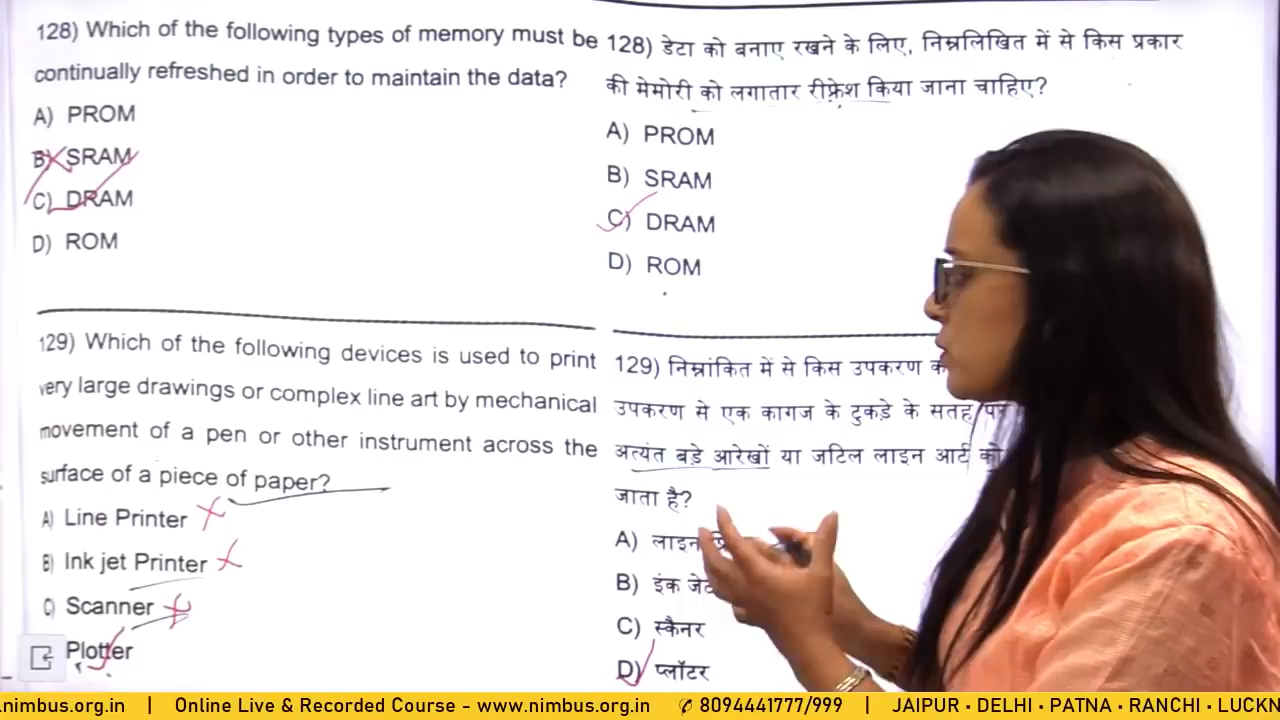 128) Which of the following types of memory must be
continually refreshed in order to maintain the data?
A) PROM
B) SRAM
C) DRAM
D) ROM
129) Which of the following devices is used to print
very large drawings or complex line art by mechanical
movement of a pen or other instrument across the
surface of a piece of paper?
A) Line Printer
B) Ink jet Printer
C) Scanner
Plotter
128) डेटा को बनाए रखने के लिए, निम्नलिखित में से किस प्रकार
की मेमोरी को लगातार रीफ्रेश किया जाना चाहिए?
A) PROM
B) SRAM
C) DRAM
D) ROM
129) निम्नांकित में से किस उपकरण
उपकरण से एक कागज के टुकड़े के सतह पर
अत्यंत बड़े आरेखों या जटिल लाइन आर्ट को
जाता है?
A) लाइन
B) इंक जेट
C) स्कैनर
D) प्लॉटर
.nimbus.org.in | Online Live & Recorded Course - www.nimbus.org.in ✆ 8094441777/999 | JAIPUR • DELHI • PATNA • RANCHI • LUCKN